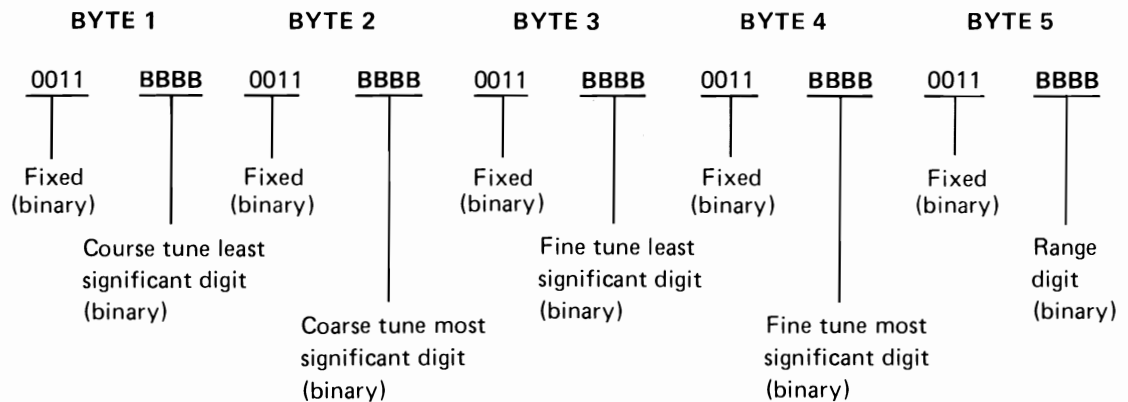 BYTE 1 BYTE 2 BYTE 3 BYTE 4 BYTE 5
0011 BBBB 0011 BBBB 0011 BBBB 0011 BBBB 0011 BBBB
Fixed
(binary)
Fixed
(binary)
Fixed
(binary)
Fixed
(binary)
Fixed
(binary)
Course tune least
significant digit
(binary)
Coarse tune most
significant digit
(binary)
Fine tune least
significant digit
(binary)
Fine tune most
significant digit
(binary)
Range
digit
(binary)